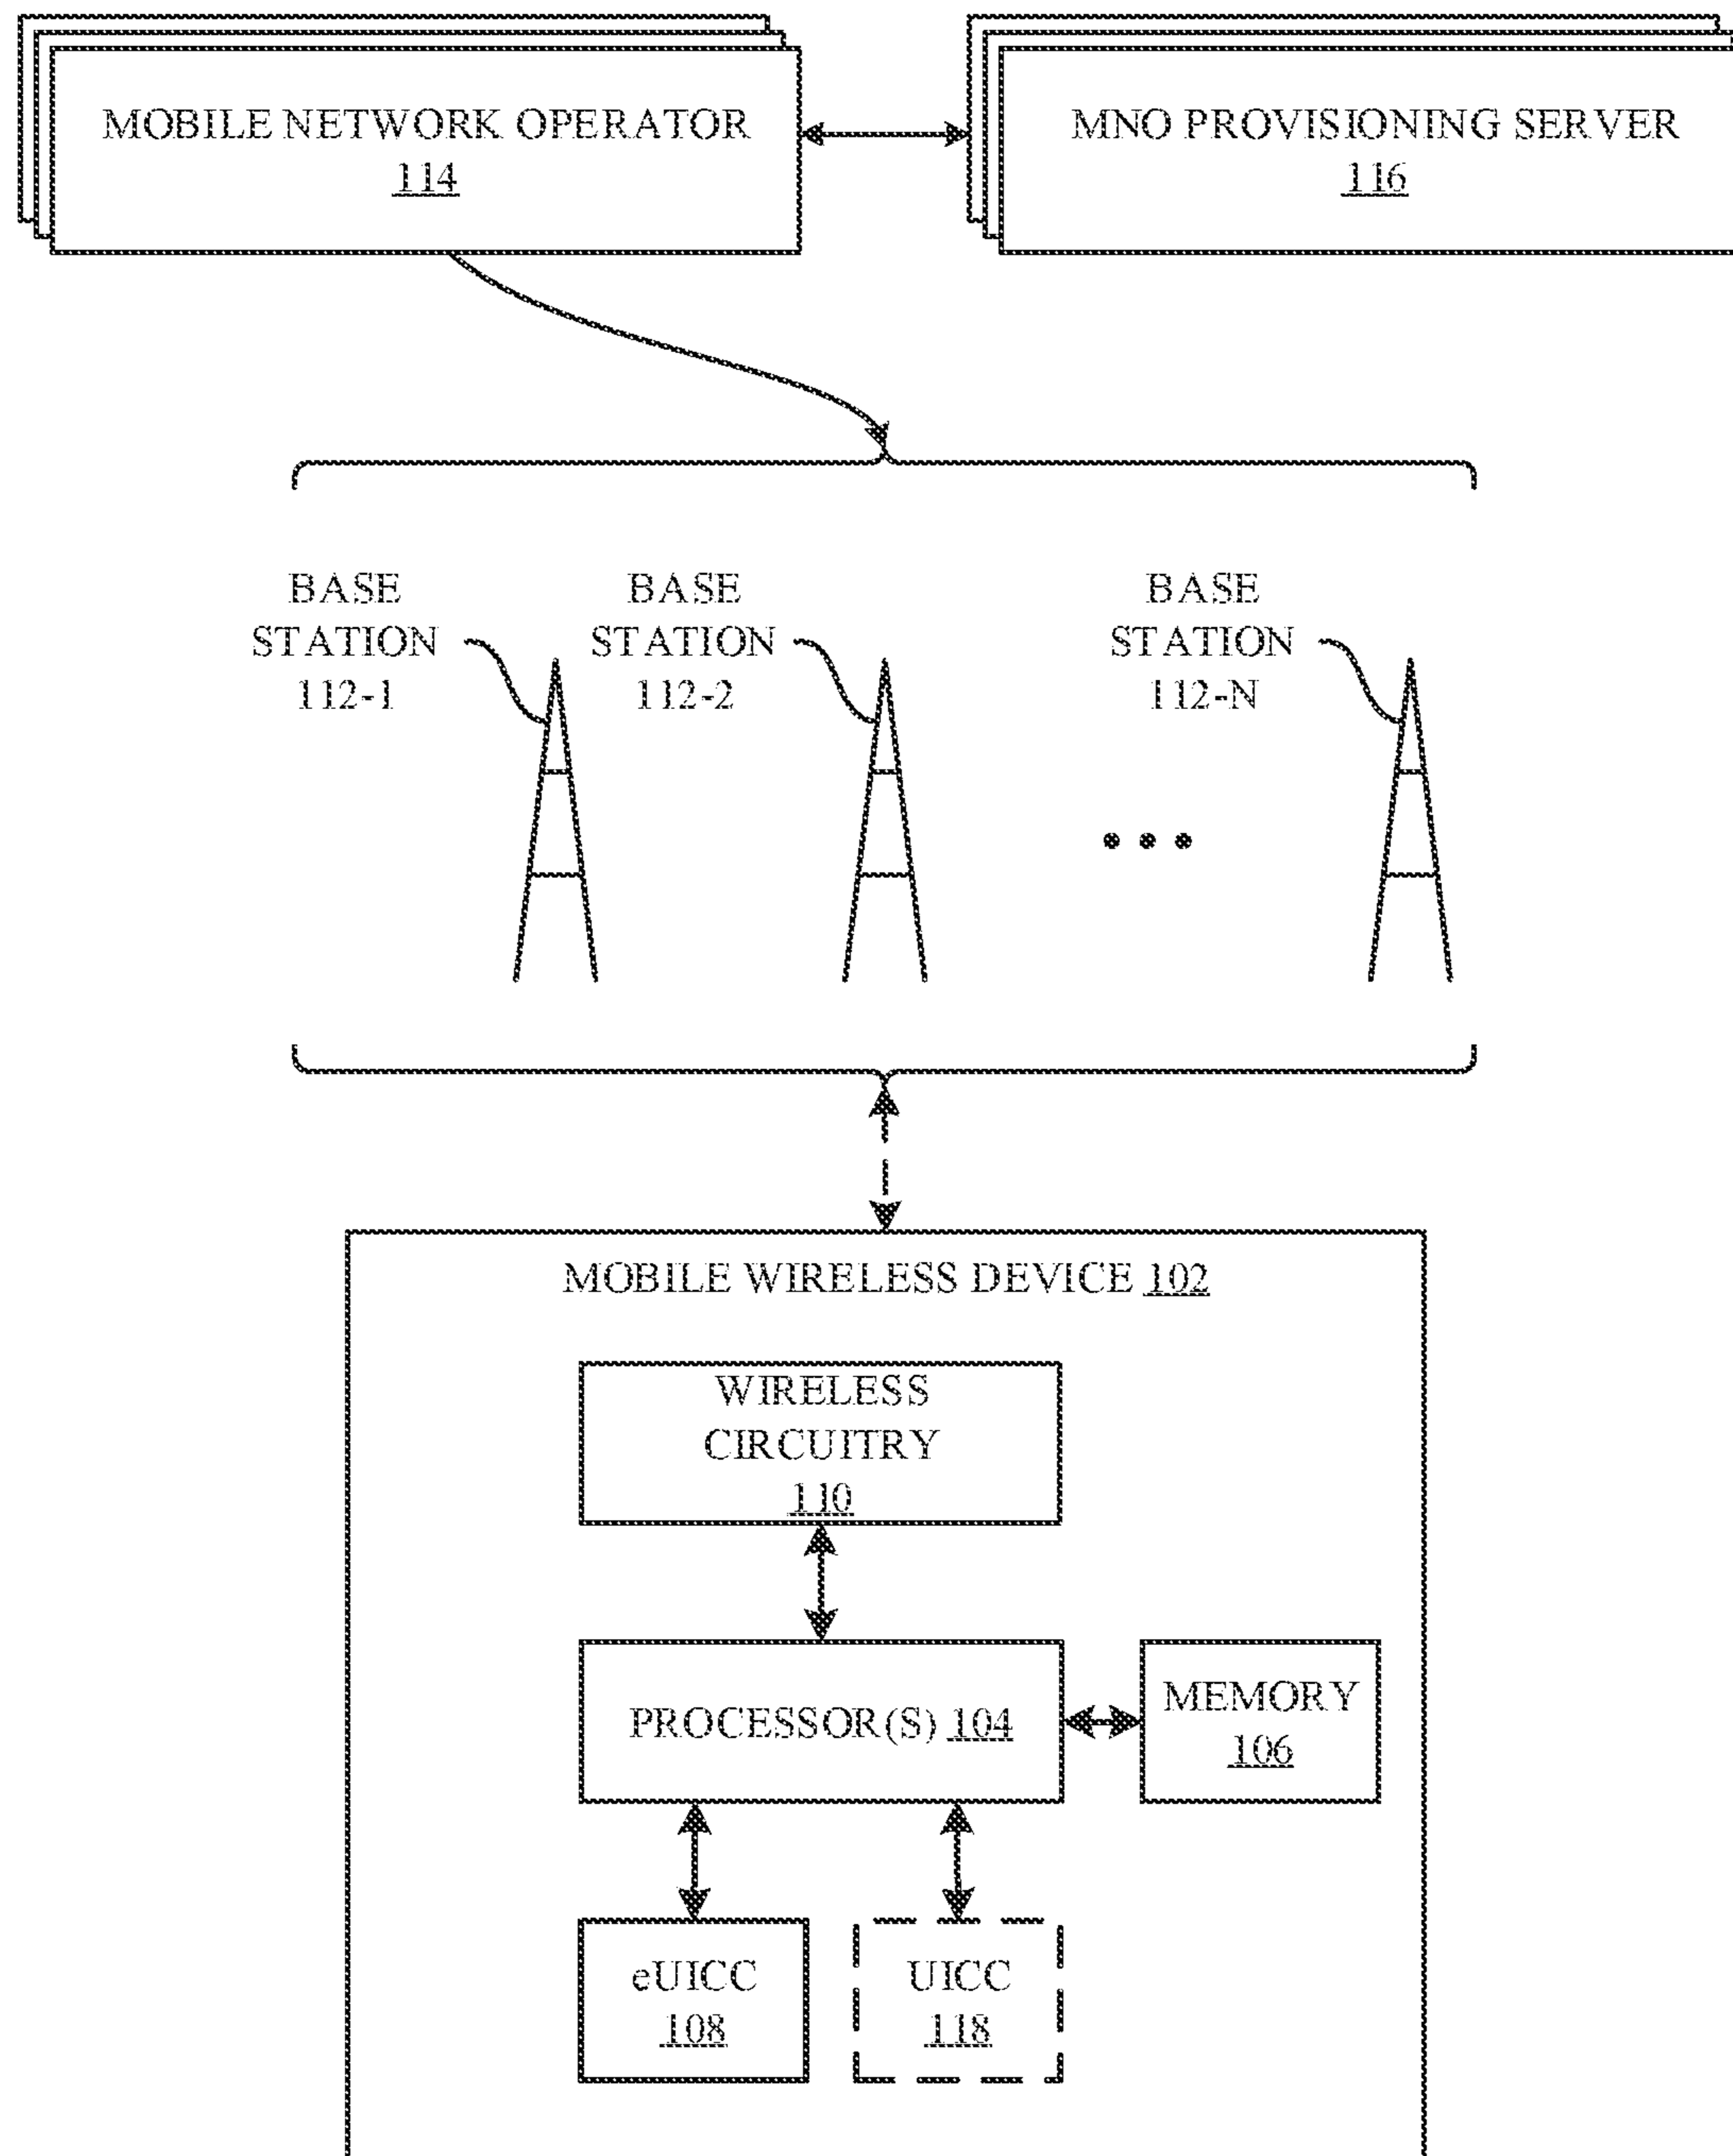 MOBILE NETWORK OPERATOR
114
MNO PROVISIONING SERVER
116
BASE
STATION
112-1
BASE
STATION
112-2
BASE
STATION
112-N
MOBILE WIRELESS DEVICE 102
WIRELESS
CIRCUITRY
110
PROCESSOR(S) 104
MEMORY
106
eUICC
108
UICC
118